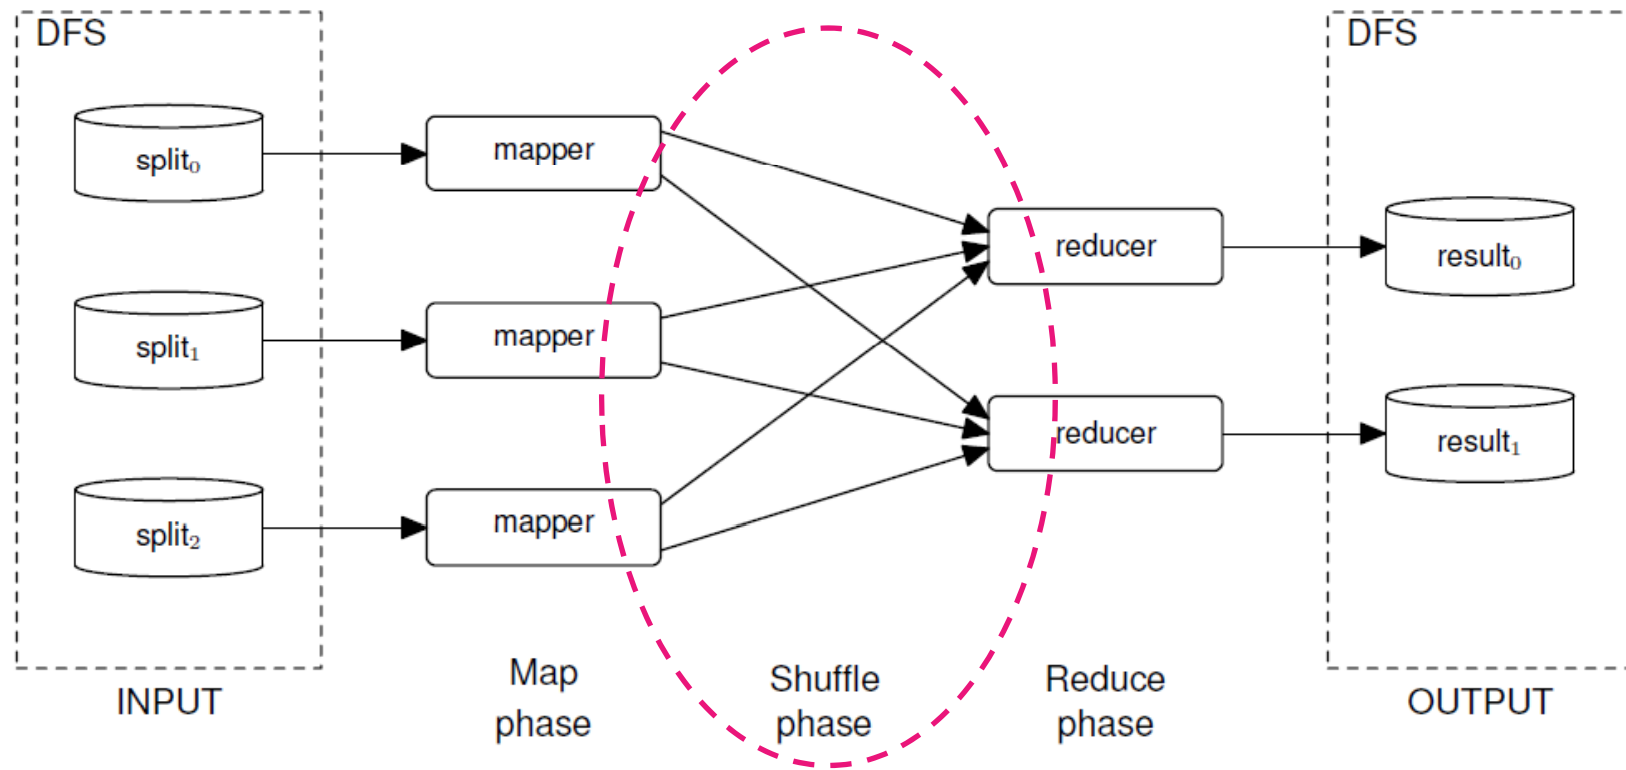 DFS
DFS
split₀
mapper
reducer
result₀
split₁
mapper
reducer
result₁
split₂
mapper
INPUT
Map
phase
Shuffle
phase
Reduce
phase
OUTPUT